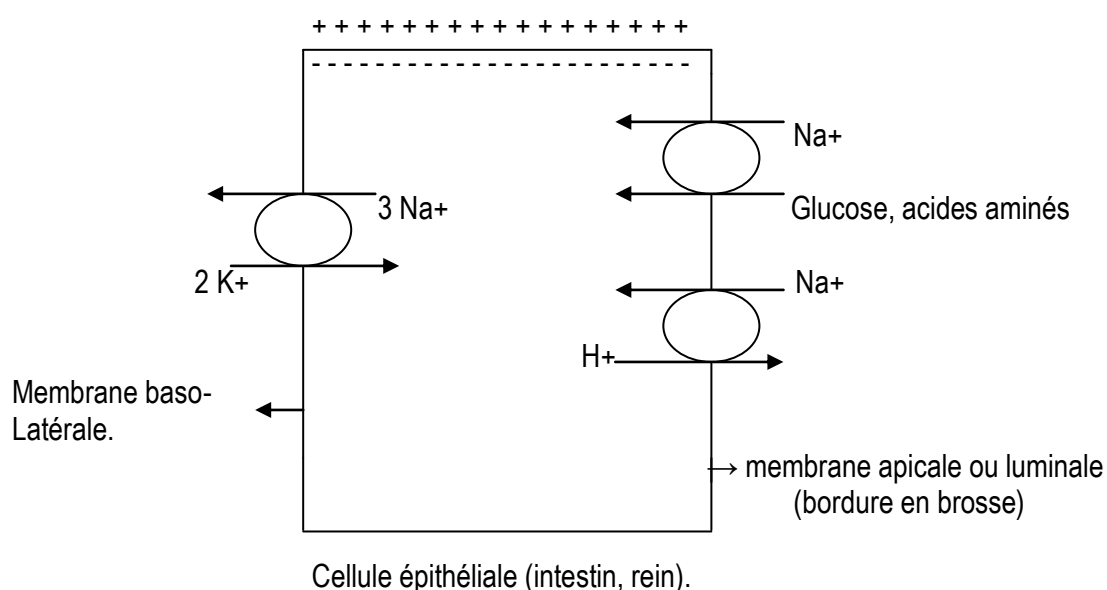 + + + + + + + + + + + + + + + + +
- - - - - - - - - - - - - - - - - - - - - -
Na+
3 Na+
Glucose, acides aminés
2 K+
Na+
H+
Membrane baso-
Latérale.
→ membrane apicale ou luminale
(bordure en brosse)
Cellule épithéliale (intestin, rein).